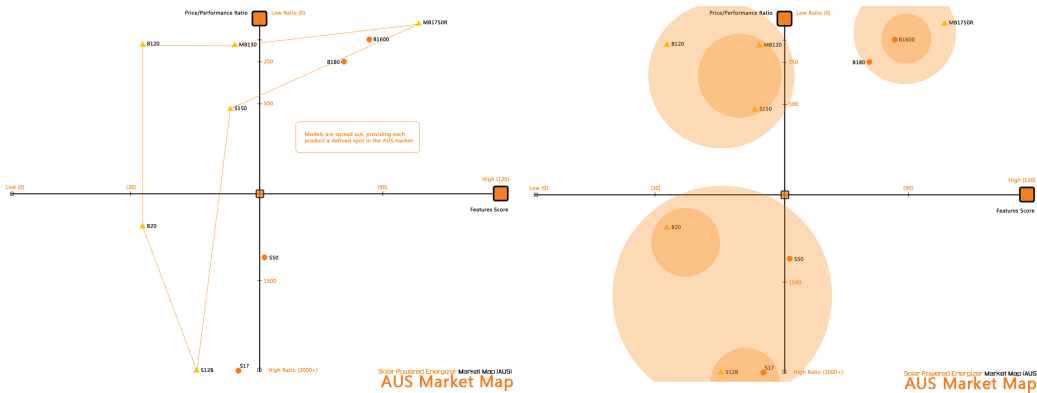 Price/Performance Ratio
Low Ratio (0)
MB1750R
B120
MB130
B1600
B180
250
500
S150
Models are spread out, providing each
product a defined spot in the AUS market
Low (0)
(30)
(90)
High (120)
Features Score
B20
S50
1500
S12B
S17
High Ratio (2000+)
Solar Powered Energizer Market Map (AUS)
AUS Market Map
Price/Performance Ratio
Low Ratio (0)
MB1750R
B120
MB130
B1600
B180
250
500
S150
Low (0)
(30)
(90)
High (120)
Features Score
B20
S50
1500
S12B
S17
High Ratio (2000+)
Solar Powered Energizer Market Map (AUS
AUS Market Map